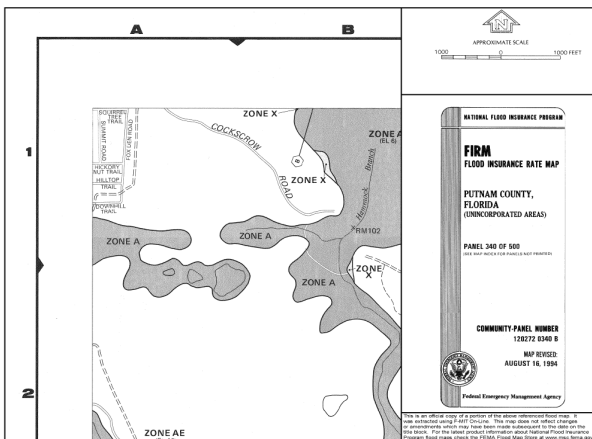 A
B
1
2
ZONE X
SQUIRREL
TREE
TRAIL
SUMMIT ROAD
FOX DEN ROAD
HICKORY
NUT TRAIL
HILLTOP
TRAIL
DOWNHILL
TRAIL
COCKSCROW
ROAD
8
ZONE X
ZONE A
(EL 6)
Hammock Branch
RM102
ZONE A
ZONE A
ZONE A
ZONE
X
ZONE AE
APPROXIMATE SCALE
1000 0 1000 FEET
NATIONAL FLOOD INSURANCE PROGRAM
FIRM
FLOOD INSURANCE RATE MAP
PUTNAM COUNTY,
FLORIDA
(UNINCORPORATED AREAS)
PANEL 340 OF 500
(SEE MAP INDEX FOR PANELS NOT PRINTED)
COMMUNITY-PANEL NUMBER
120272 0340 B
MAP REVISED:
AUGUST 16, 1994
Federal Emergency Management Agency
This is an official copy of a portion of the above referenced flood map. It
was extracted using F-MIT On-Line. This map does not reflect changes
or amendments which may have been made subsequent to the date on the
title block. For the latest product information about National Flood Insurance
Program flood maps check the FEMA Flood Map Store at www.msc.fema.gov